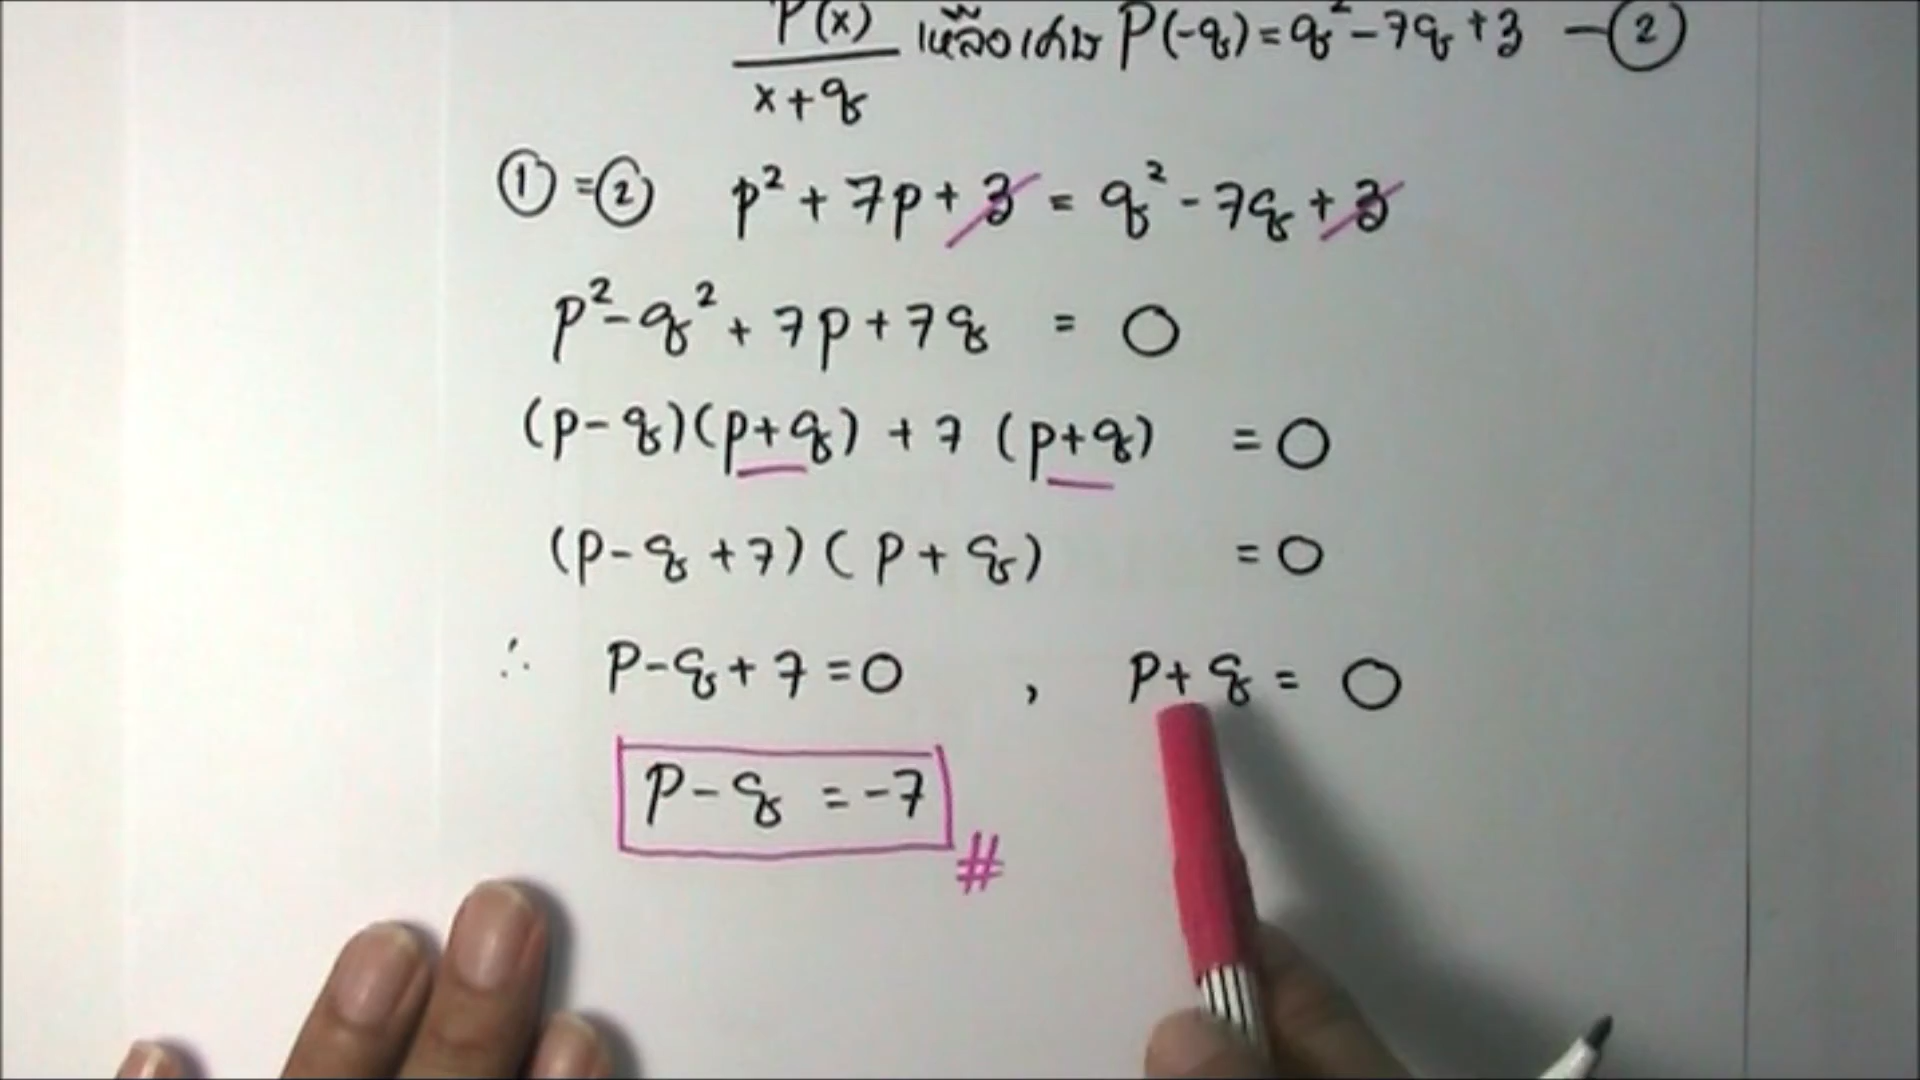 P(x)
x+q เหลือเศษ P(-q)=q²-7q+3 -②
①=② p²+7p+3=q²-7q+3
p²-q²+7p+7q = 0
(p-q)(p+q)+7(p+q) =0
(p-q+7)(p+q) =0
∴ p-q+7=0 , p+q=0
p-q=-7 #